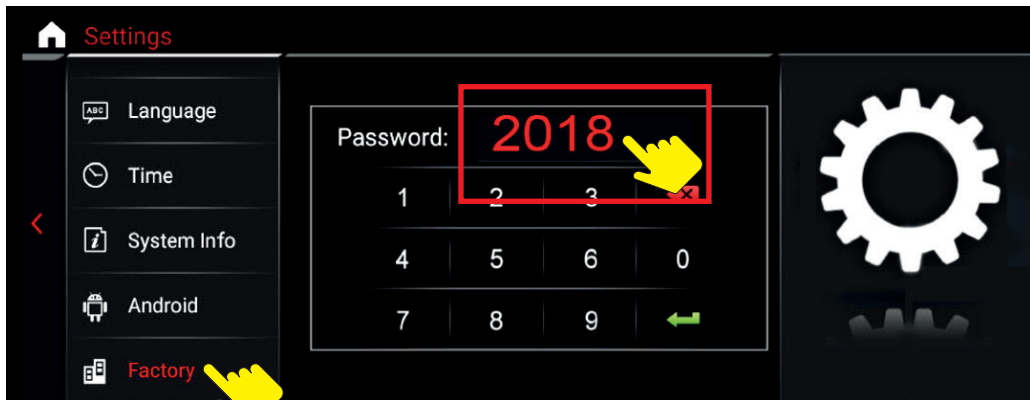 Settings
ABC
Language
Time
i
System Info
Android
Factory
Password: 2018
1 2 3
4 5 6 0
7 8 9